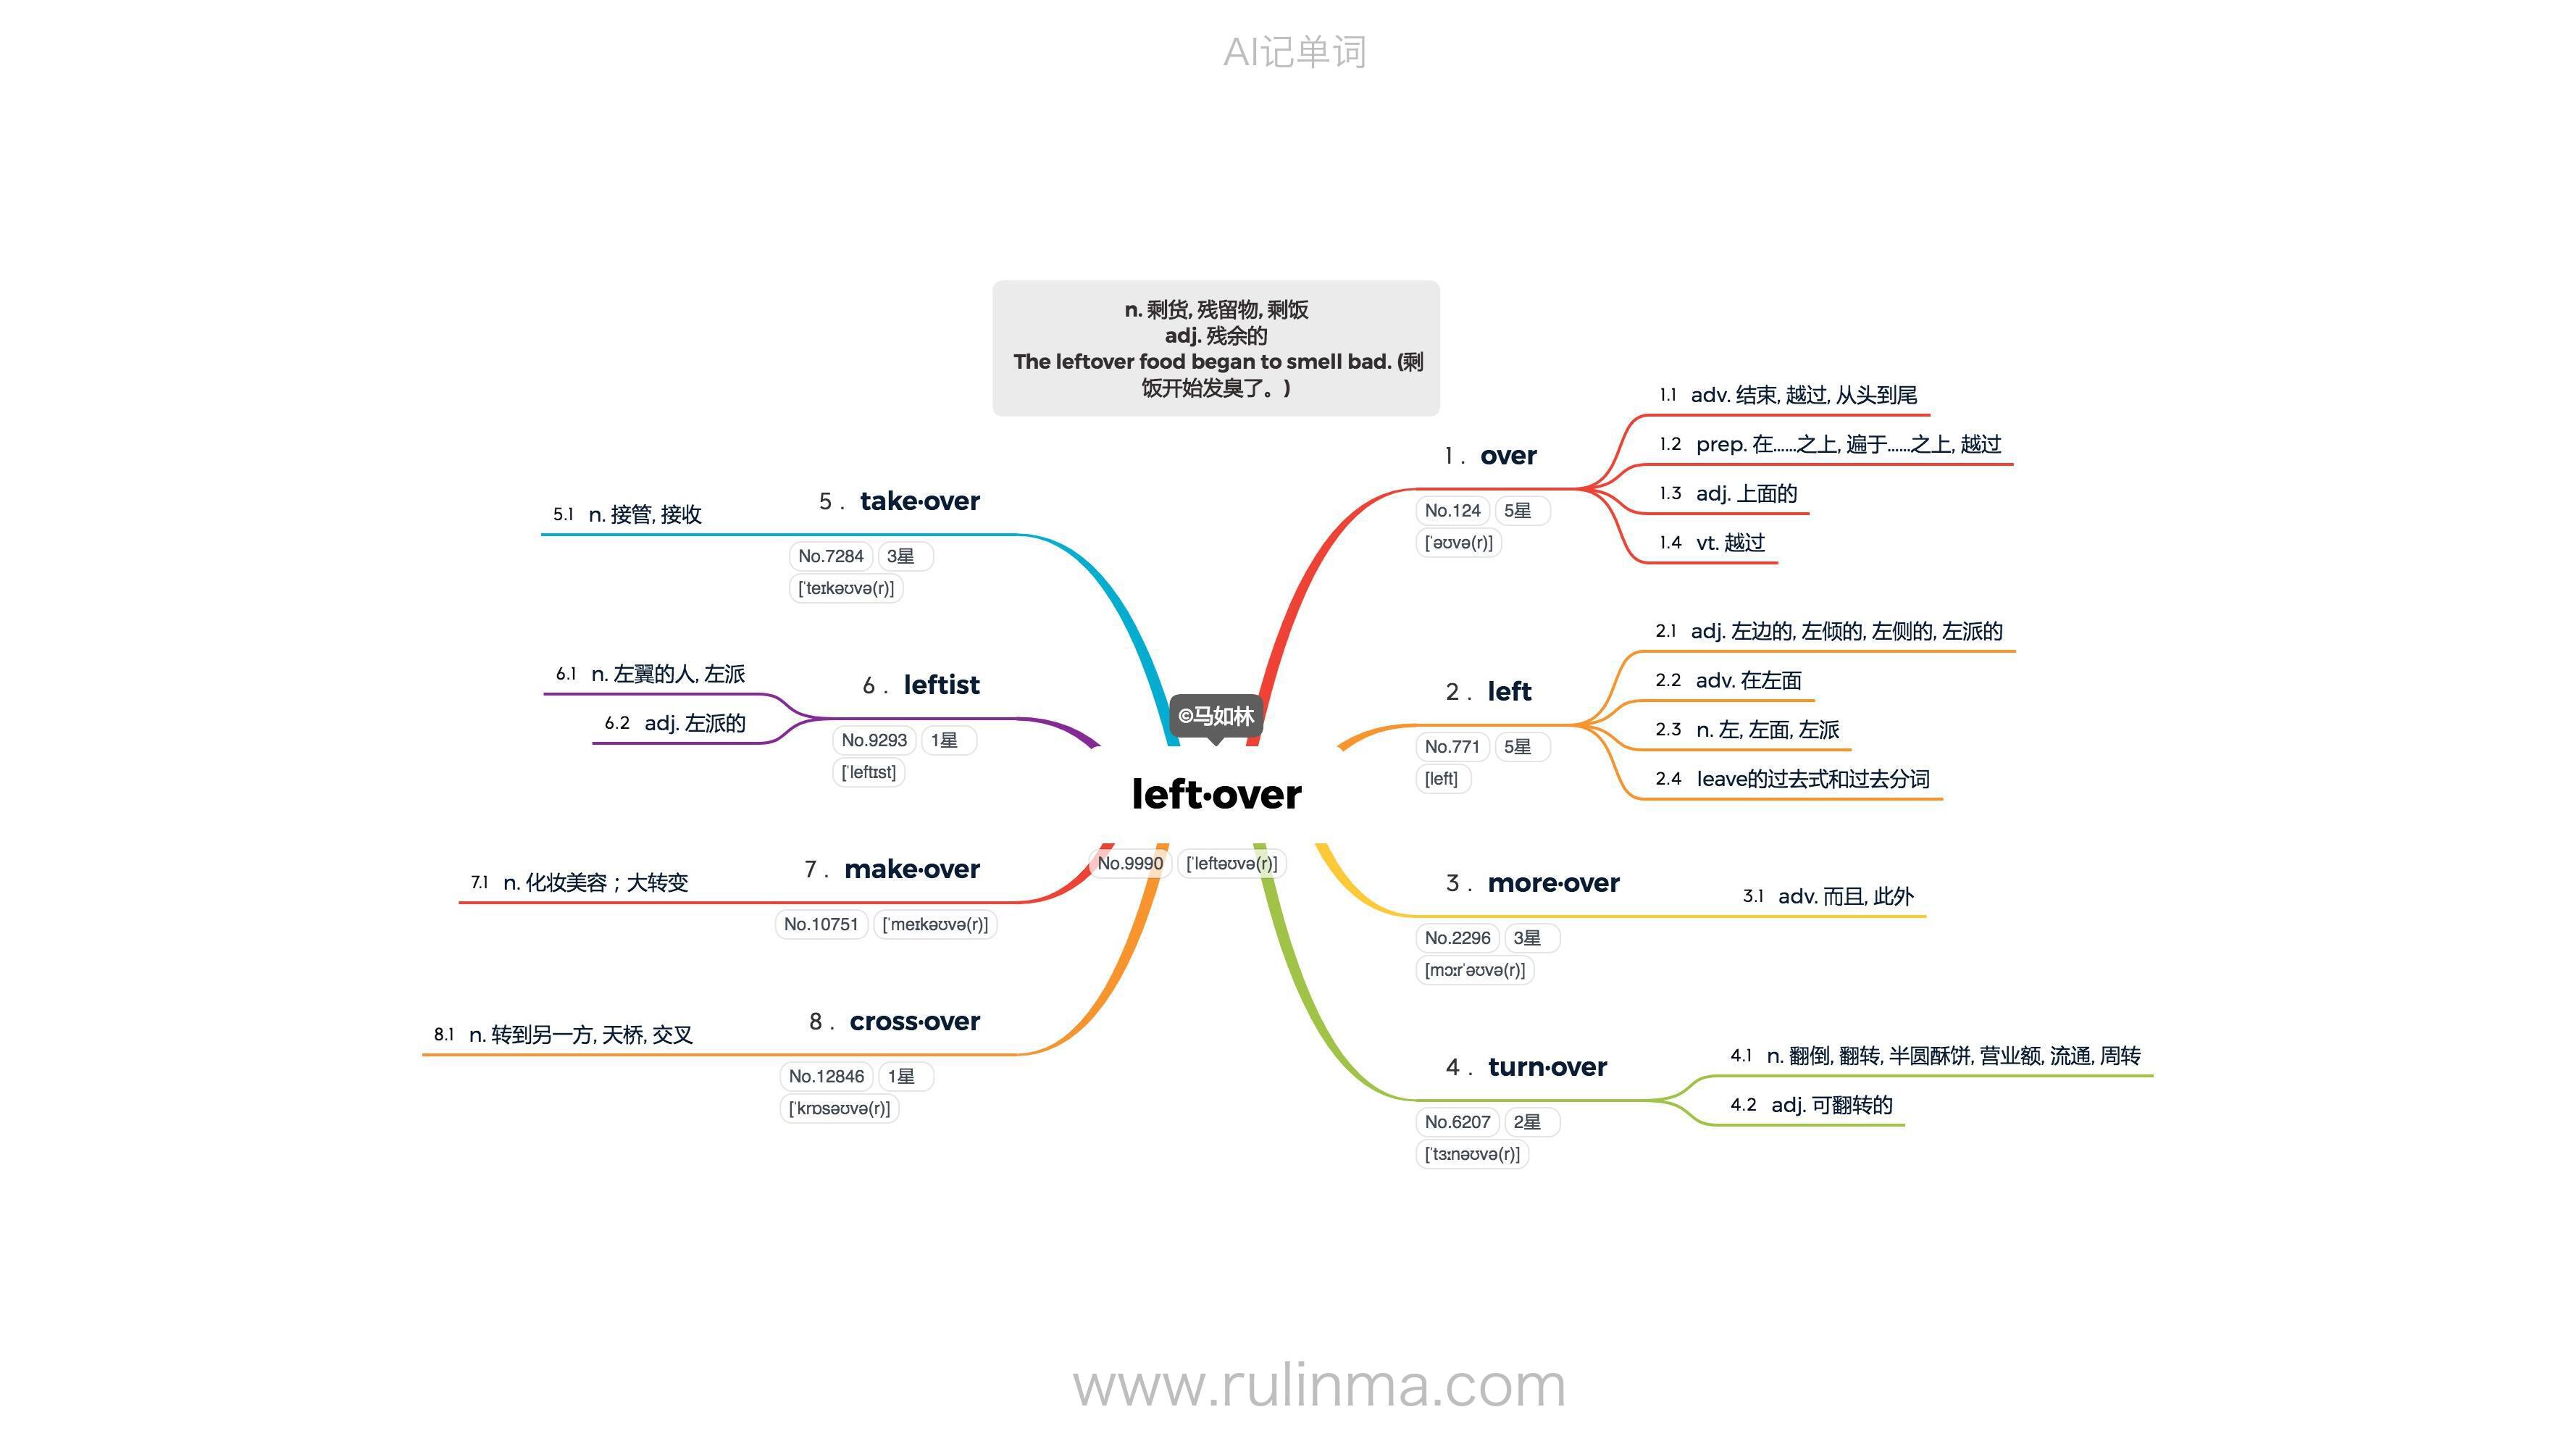 AI记单词
n. 剩货, 残留物, 剩饭
adj. 残余的
The leftover food began to smell bad. (剩
饭开始发臭了。)
©马如林
left·over
No.9990 [ˈleftəʊvə(r)]
1. over
No.124 5星
[ˈəʊvə(r)]
1.1 adv. 结束, 越过, 从头到尾
1.2 prep. 在……之上, 遍于……之上, 越过
1.3 adj. 上面的
1.4 vt. 越过
2. left
No.771 5星
[left]
2.1 adj. 左边的, 左倾的, 左侧的, 左派的
2.2 adv. 在左面
2.3 n. 左, 左面, 左派
2.4 leave的过去式和过去分词
3. more·over
No.2296 3星
[mɔːrˈəʊvə(r)]
3.1 adv. 而且, 此外
4. turn·over
No.6207 2星
[ˈtɜːnəʊvə(r)]
4.1 n. 翻倒, 翻转, 半圆酥饼, 营业额, 流通, 周转
4.2 adj. 可翻转的
5. take·over
No.7284 3星
[ˈteɪkəʊvə(r)]
5.1 n. 接管, 接收
6. leftist
No.9293 1星
[ˈleftɪst]
6.1 n. 左翼的人, 左派
6.2 adj. 左派的
7. make·over
No.10751 [ˈmeɪkəʊvə(r)]
7.1 n. 化妆美容；大转变
8. cross·over
No.12846 1星
[ˈkrɒsəʊvə(r)]
8.1 n. 转到另一方, 天桥, 交叉
www.rulinma.com